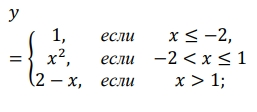 y
= { 1, если x ≤ −2,
x², если −2 < x ≤ 1
2 − x, если x > 1;